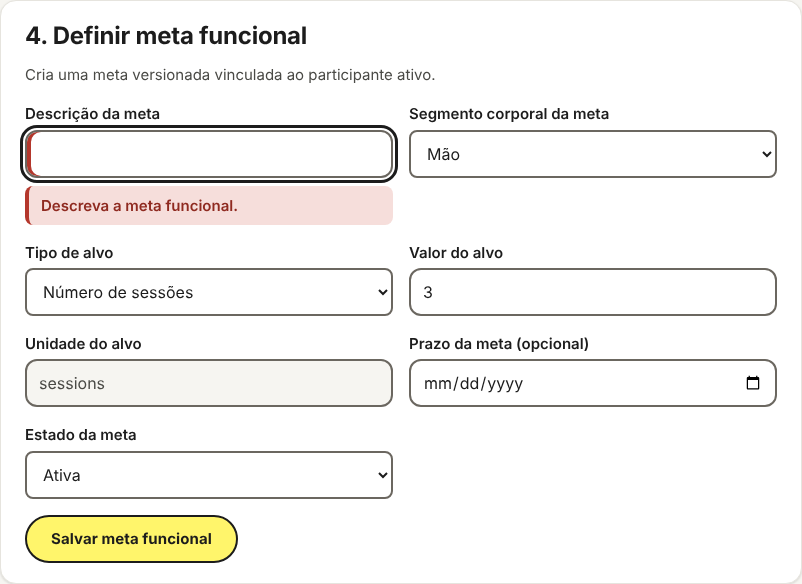 4. Definir meta funcional
Cria uma meta versionada vinculada ao participante ativo.
Descrição da meta
Segmento corporal da meta
Mão
Descreva a meta funcional.
Tipo de alvo
Valor do alvo
Número de sessões
3
Unidade do alvo
Prazo da meta (opcional)
sessions
mm/dd/yyyy
Estado da meta
Ativa
Salvar meta funcional